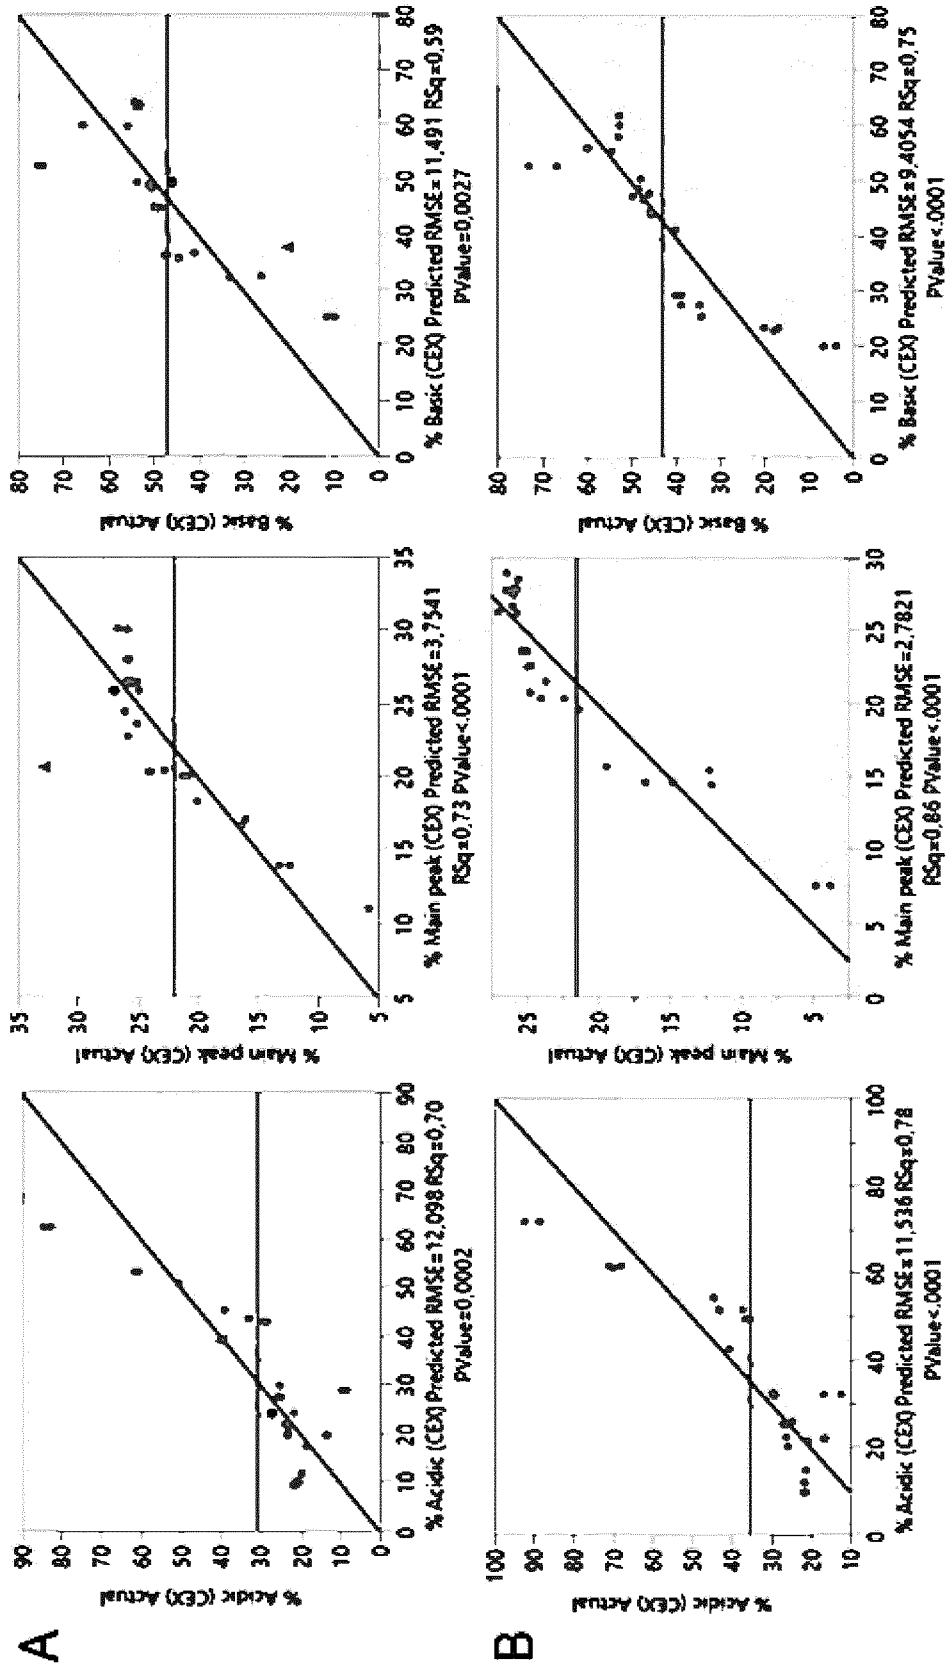 A
% Acidic (CEX) Actual
90
80
70
60
50
40
30
20
10
0
0 10 20 30 40 50 60 70 80 90
% Acidic (CEX) Predicted RMSE=12,098 RSq=0,70
PValue=0,0002
% Main peak (CEX) Actual
35
30
25
20
15
10
5
5 10 15 20 25 30 35
% Main peak (CEX) Predicted RMSE=3,7541
RSq=0,73 PValue<.0001
% Basic (CEX) Actual
80
70
60
50
40
30
20
10
0
0 10 20 30 40 50 60 70 80
% Basic (CEX) Predicted RMSE=11,491 RSq=0,59
PValue=0,0027
B
% Acidic (CEX) Actual
100
90
80
70
60
50
40
30
20
10
0 20 40 60 80 100
% Acidic (CEX) Predicted RMSE=11,536 RSq=0,78
PValue<.0001
% Main peak (CEX) Actual
25
20
15
10
5
0 5 10 15 20 25 30
% Main peak (CEX) Predicted RMSE=2,7821
RSq=0,86 PValue<.0001
% Basic (CEX) Actual
80
70
60
50
40
30
20
10
0
0 10 20 30 40 50 60 70 80
% Basic (CEX) Predicted RMSE=9,4054 RSq=0,75
PValue<.0001